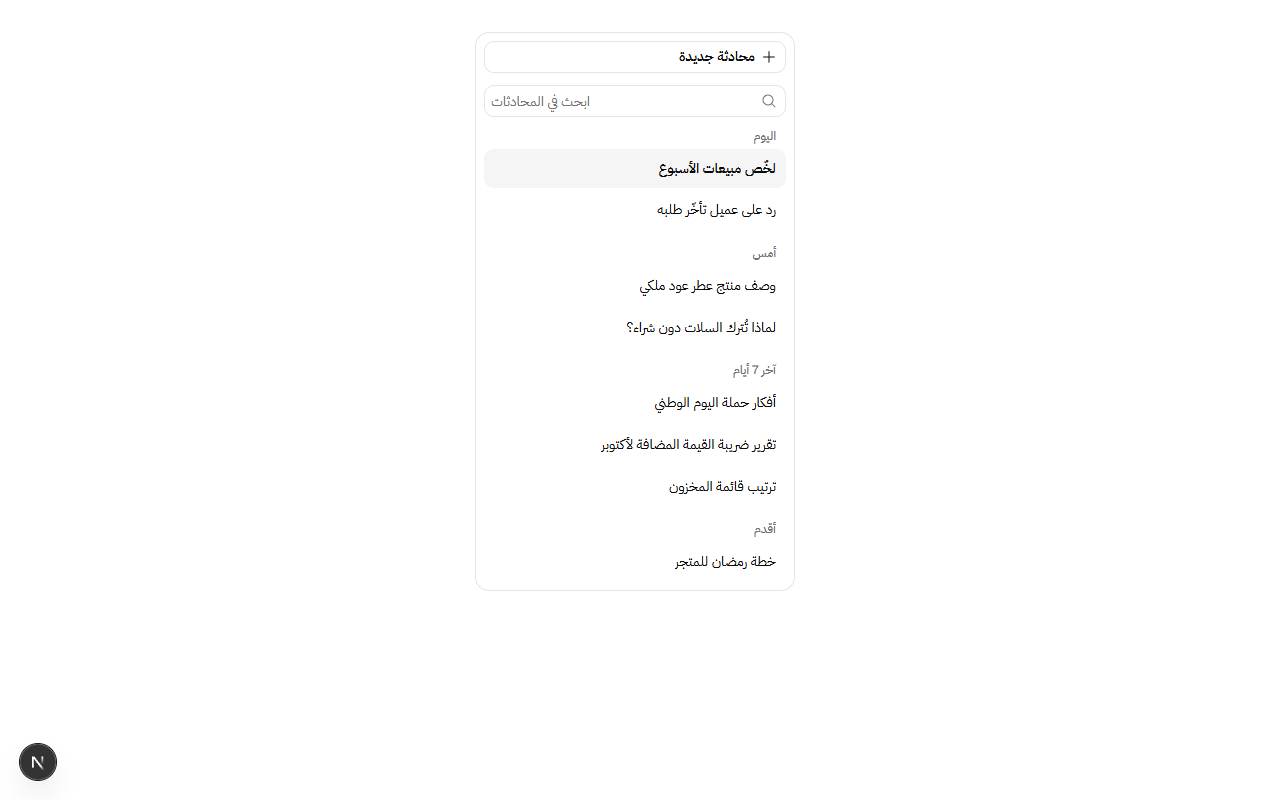 محادثة جديدة
ابحث في المحادثات
اليوم
لخّص مبيعات الأسبوع
رد على عميل تأخّر طلبه
أمس
وصف منتج عطر عود ملكي
لماذا تُترك السلات دون شراء؟
آخر 7 أيام
أفكار حملة اليوم الوطني
تقرير ضريبة القيمة المضافة لأكتوبر
ترتيب قائمة المخزون
أقدم
خطة رمضان للمتجر
N